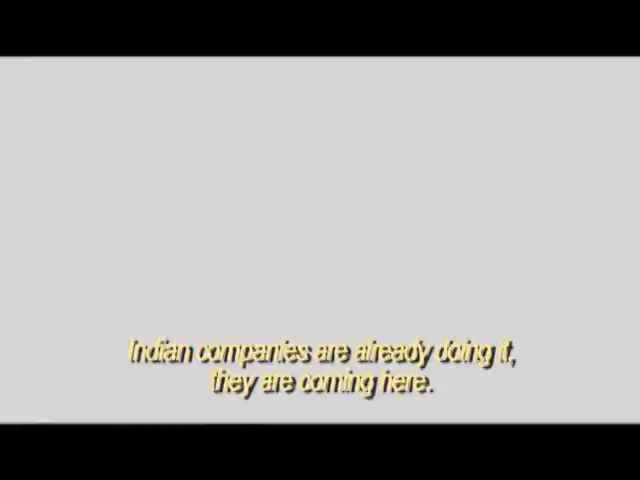 Indian companies are already doing it,
they are coming here.